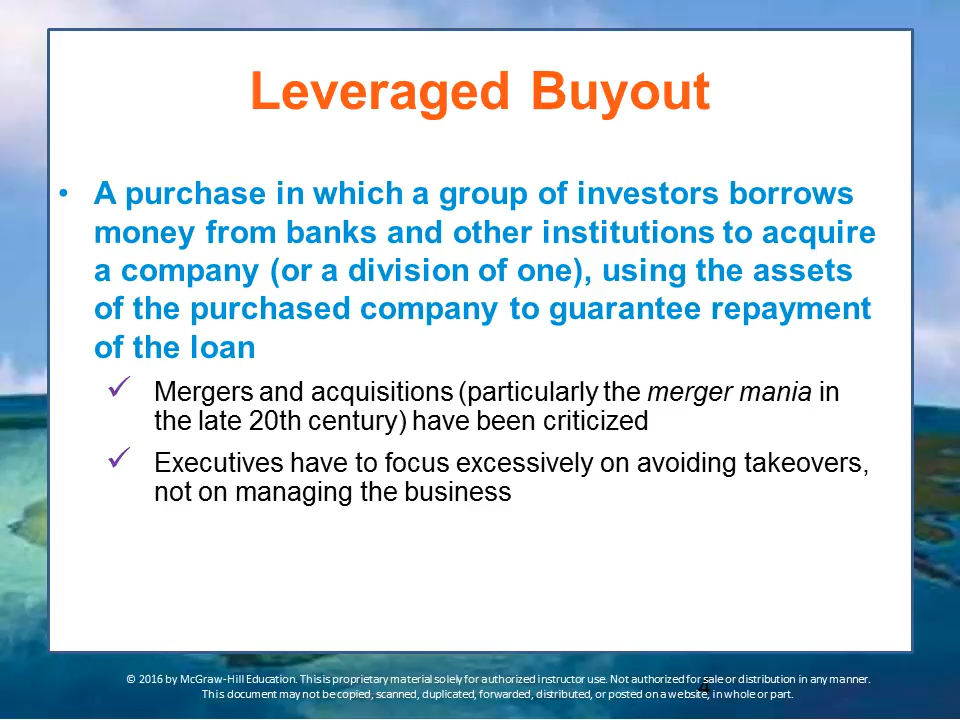 Leveraged Buyout
• A purchase in which a group of investors borrows
money from banks and other institutions to acquire
a company (or a division of one), using the assets
of the purchased company to guarantee repayment
of the loan
✓ Mergers and acquisitions (particularly the merger mania in
the late 20th century) have been criticized
✓ Executives have to focus excessively on avoiding takeovers,
not on managing the business
© 2016 by McGraw-Hill Education. This is proprietary material solely for authorized instructor use. Not authorized for sale or distribution in any manner.
This document may not be copied, scanned, duplicated, forwarded, distributed, or posted on a website, in whole or part.
4